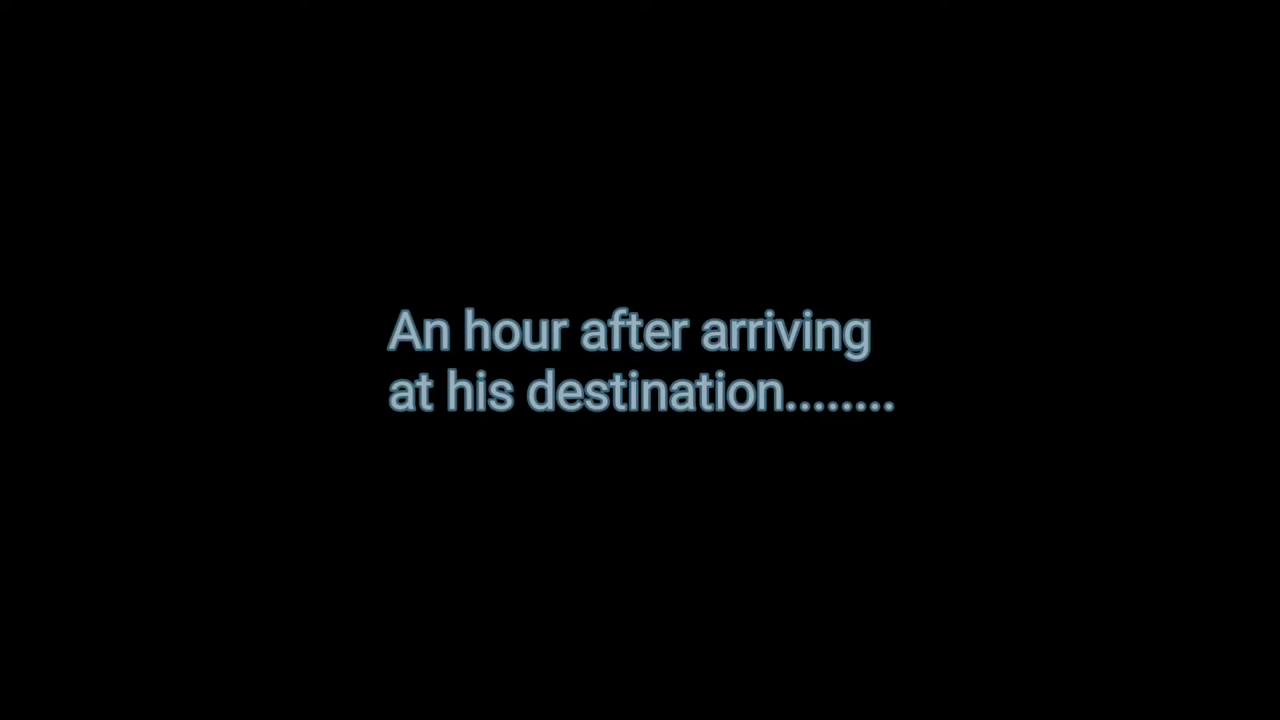 An hour after arriving
at his destination........